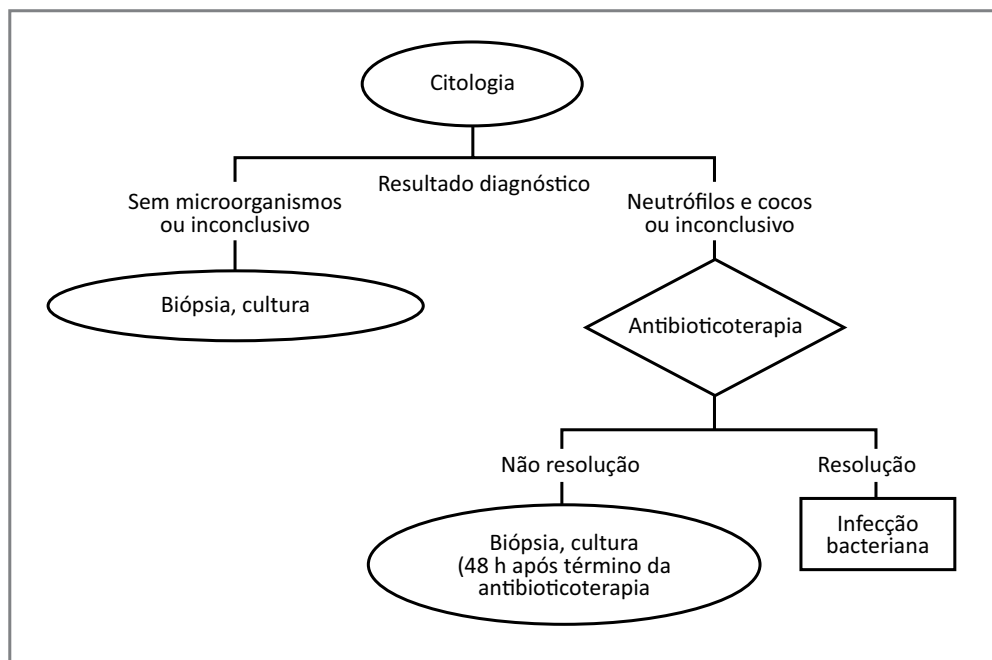 Citologia
Resultado diagnóstico
Sem microorganismos
ou inconclusivo
Neutrófilos e cocos
ou inconclusivo
Biópsia, cultura
Antibioticoterapia
Não resolução
Resolução
Biópsia, cultura
(48 h após término da
antibioticoterapia
Infecção
bacteriana